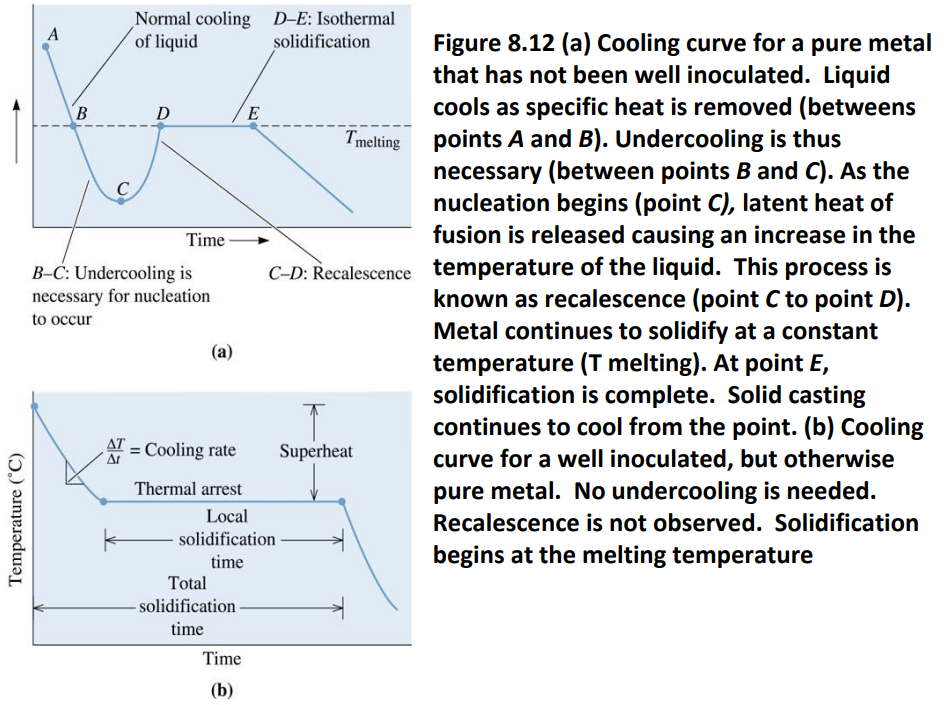 Normal cooling
of liquid
D–E: Isothermal
solidification
A
B
D
E
T melting
C
Time
B–C: Undercooling is
necessary for nucleation
to occur
C–D: Recalescence
(a)
Temperature (°C)
ΔT
Δt
= Cooling rate
Superheat
Thermal arrest
Local
solidification
time
Total
solidification
time
Time
(b)
Figure 8.12 (a) Cooling curve for a pure metal
that has not been well inoculated.  Liquid
cools as specific heat is removed (betweens
points A and B). Undercooling is thus
necessary (between points B and C). As the
nucleation begins (point C), latent heat of
fusion is released causing an increase in the
temperature of the liquid.  This process is
known as recalescence (point C to point D).
Metal continues to solidify at a constant
temperature (T melting). At point E,
solidification is complete.  Solid casting
continues to cool from the point. (b) Cooling
curve for a well inoculated, but otherwise
pure metal.  No undercooling is needed.
Recalescence is not observed.  Solidification
begins at the melting temperature